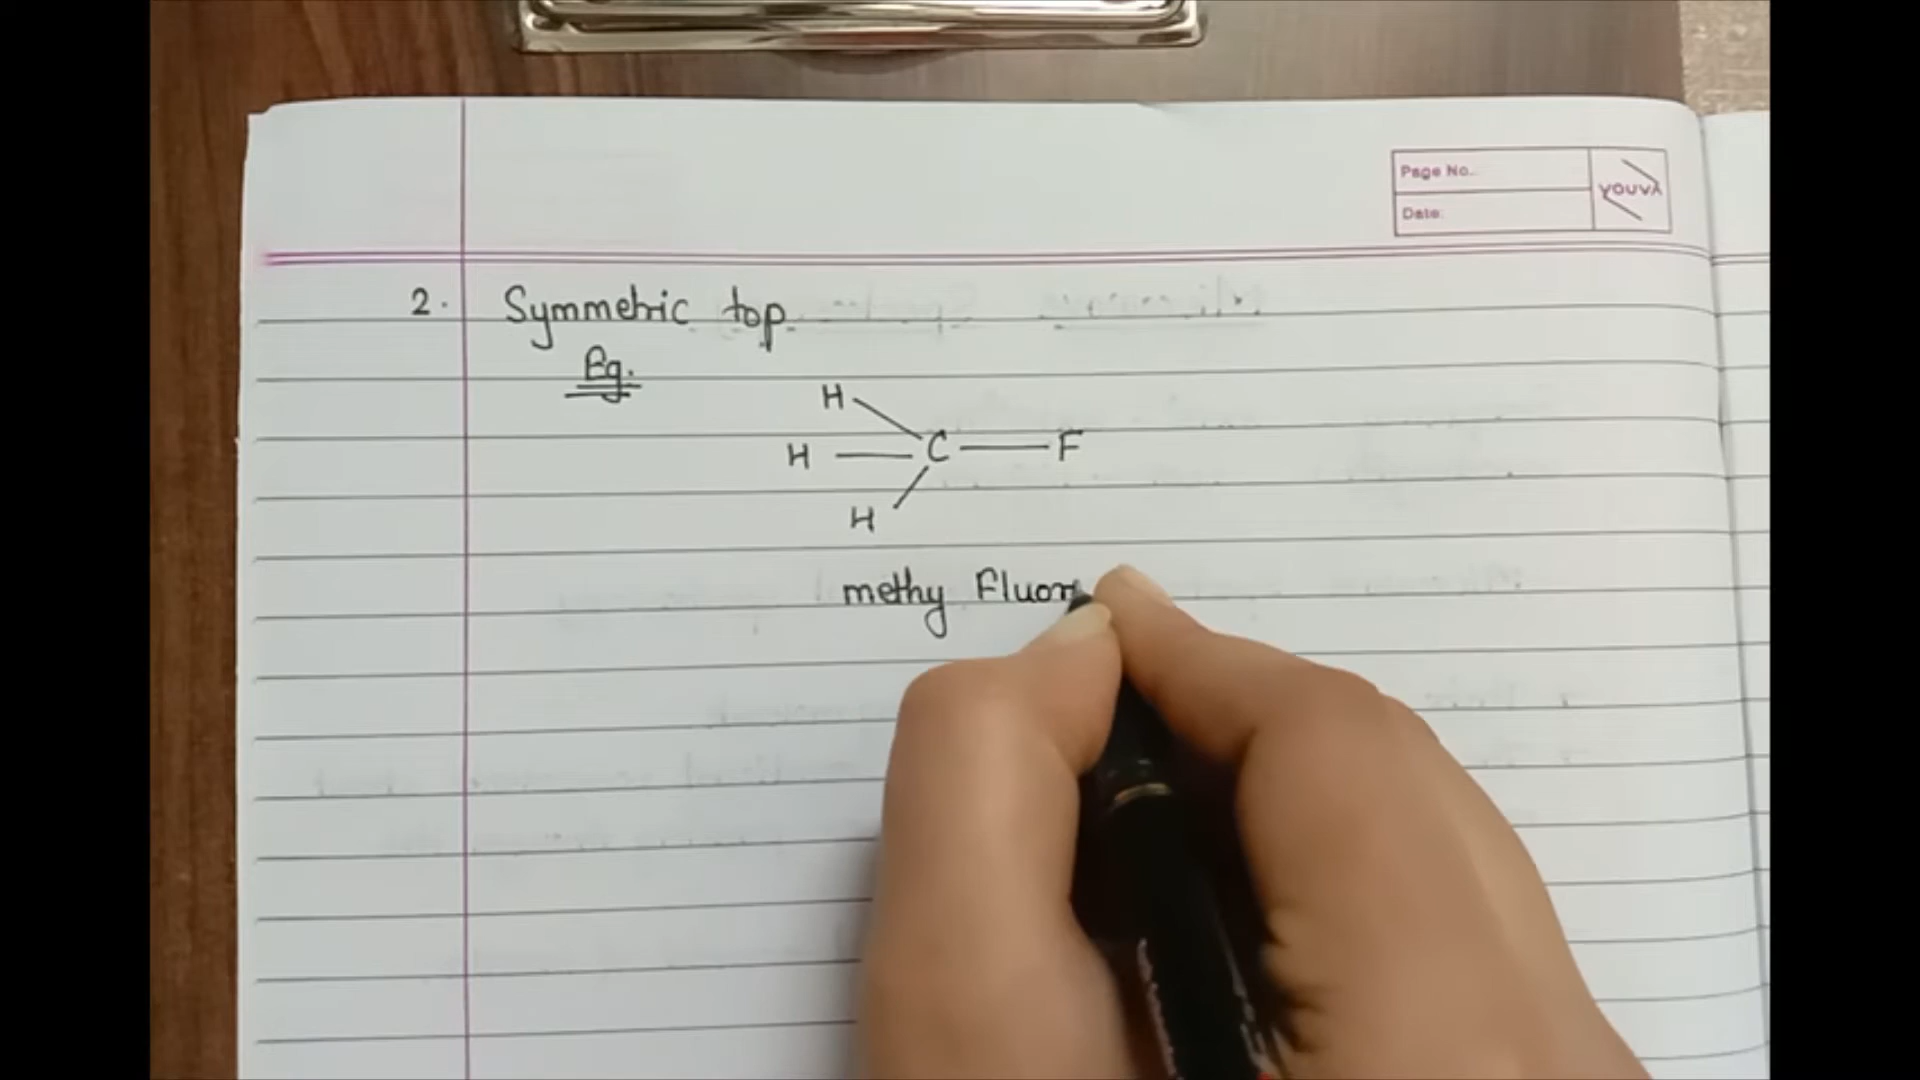 Page No.
YOUVA
Date:
2. Symmetric top
Eg.
H
H — C — F
H
methy Fluor